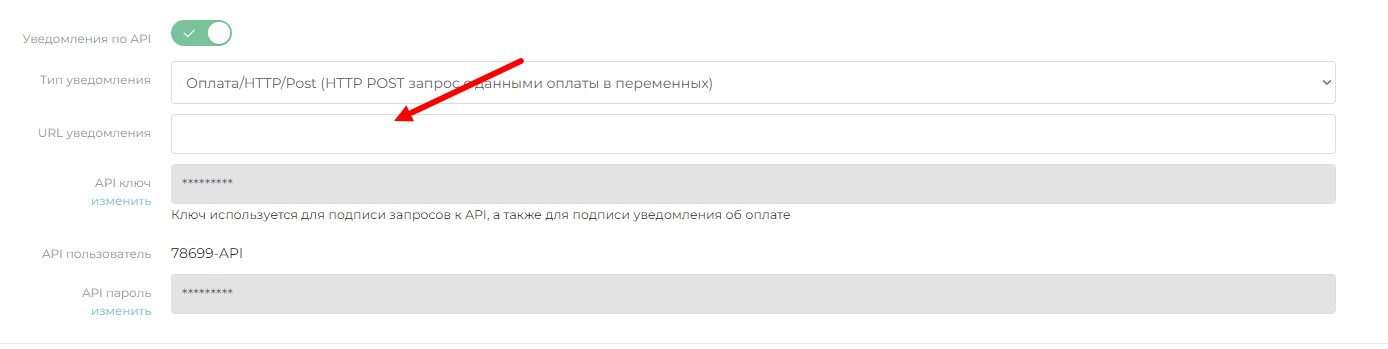 Уведомления по API
Тип уведомления
Оплата/HTTP/Post (HTTP POST запрос с данными оплаты в переменных)
URL уведомления
API ключ
*********
изменить
Ключ используется для подписи запросов к API, а также для подписи уведомления об оплате
API пользователь
78699-API
API пароль
*********
изменить